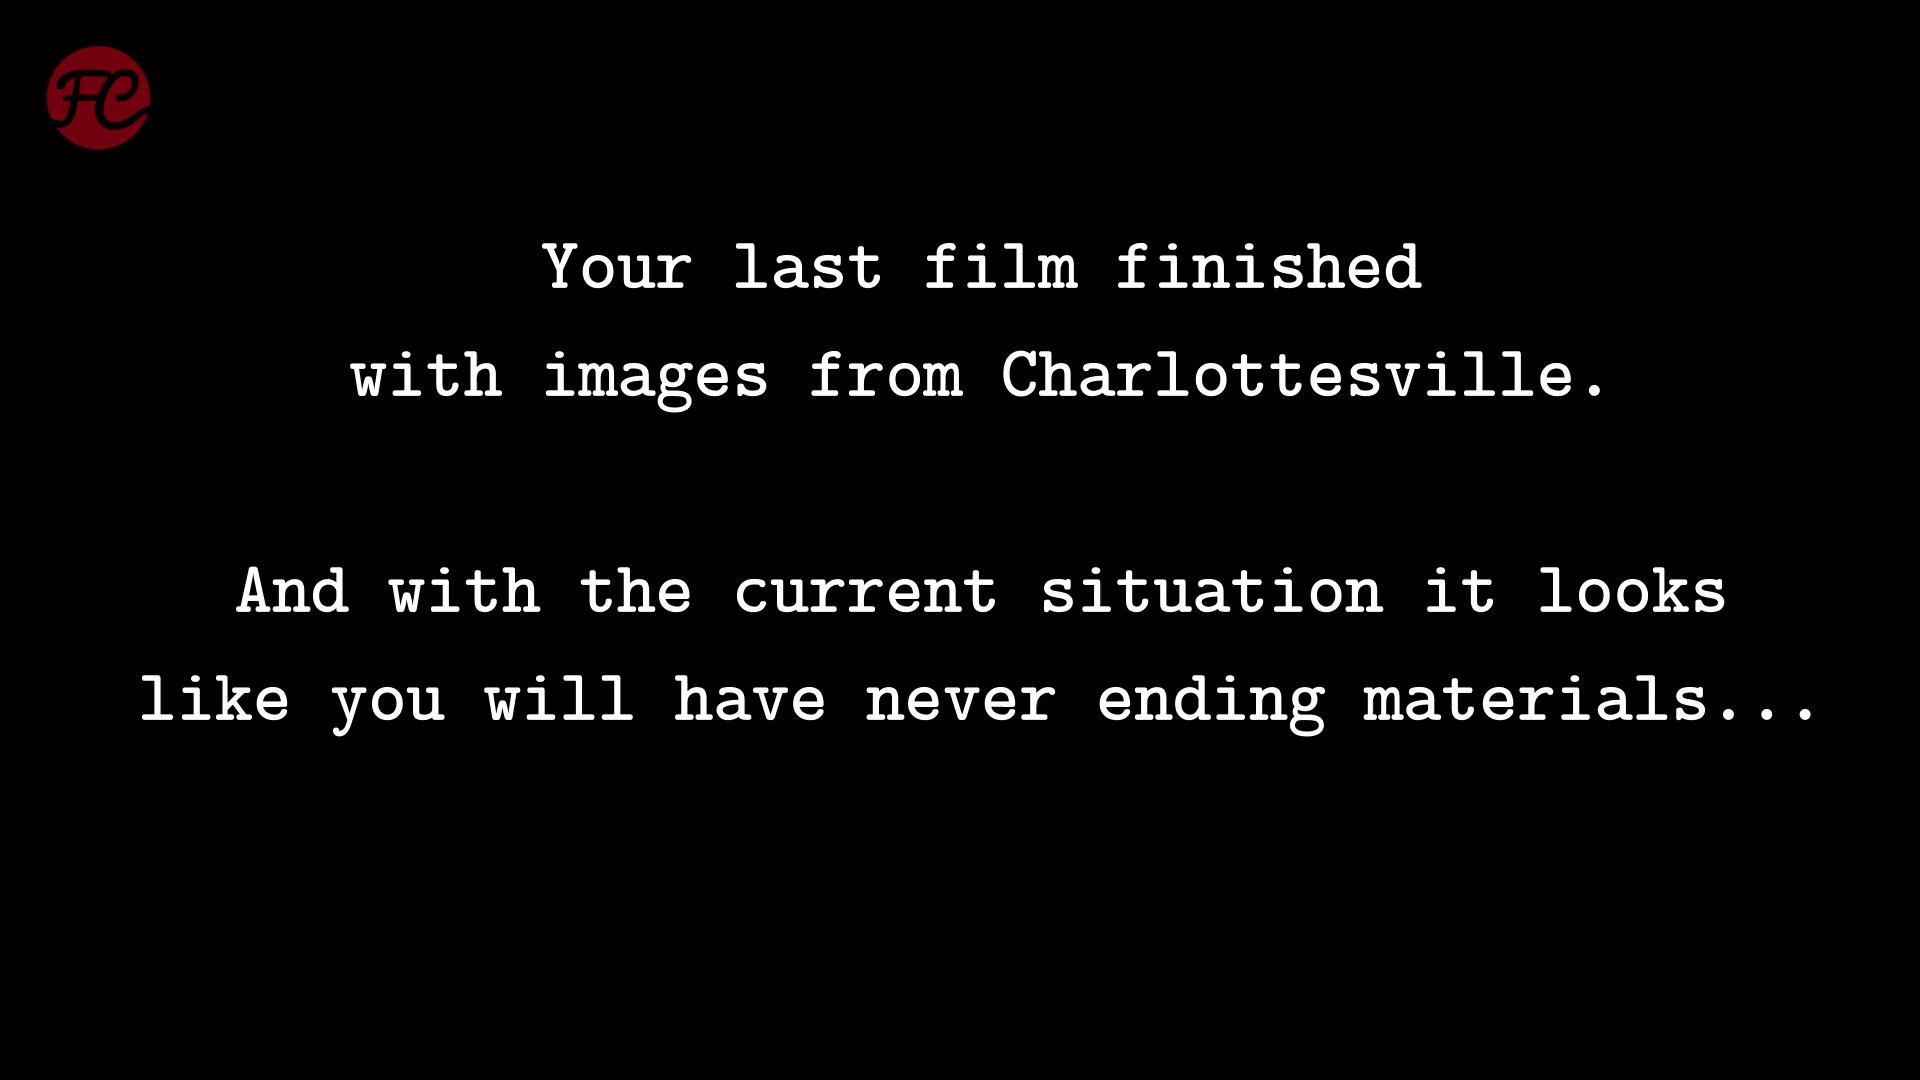 FC
Your last film finished
with images from Charlottesville.
And with the current situation it looks
like you will have never ending materials...